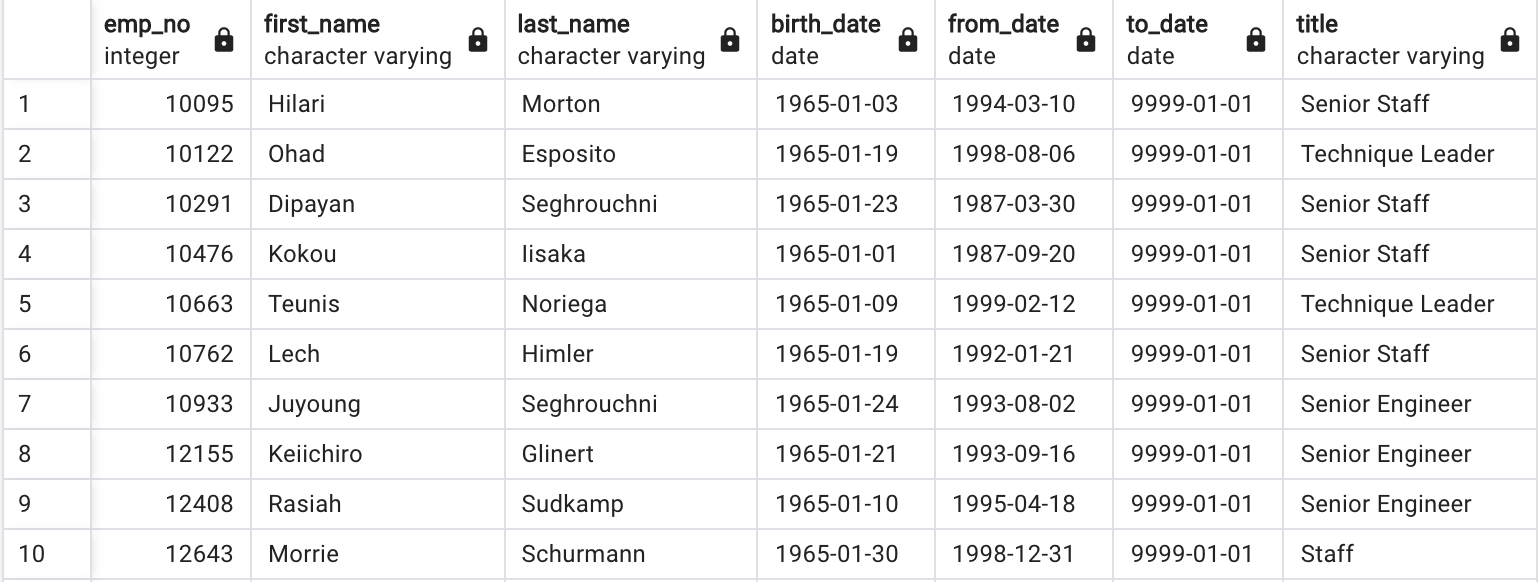 emp_no first_name last_name birth_date from_date to_date title
integer character varying character varying date date date character varying
1 10095 Hilari Morton 1965-01-03 1994-03-10 9999-01-01 Senior Staff
2 10122 Ohad Esposito 1965-01-19 1998-08-06 9999-01-01 Technique Leader
3 10291 Dipayan Seghrouchni 1965-01-23 1987-03-30 9999-01-01 Senior Staff
4 10476 Kokou Iisaka 1965-01-01 1987-09-20 9999-01-01 Senior Staff
5 10663 Teunis Noriega 1965-01-09 1999-02-12 9999-01-01 Technique Leader
6 10762 Lech Himler 1965-01-19 1992-01-21 9999-01-01 Senior Staff
7 10933 Juyoung Seghrouchni 1965-01-24 1993-08-02 9999-01-01 Senior Engineer
8 12155 Keiichiro Glinert 1965-01-21 1993-09-16 9999-01-01 Senior Engineer
9 12408 Rasiah Sudkamp 1965-01-10 1995-04-18 9999-01-01 Senior Engineer
10 12643 Morrie Schurmann 1965-01-30 1998-12-31 9999-01-01 Staff